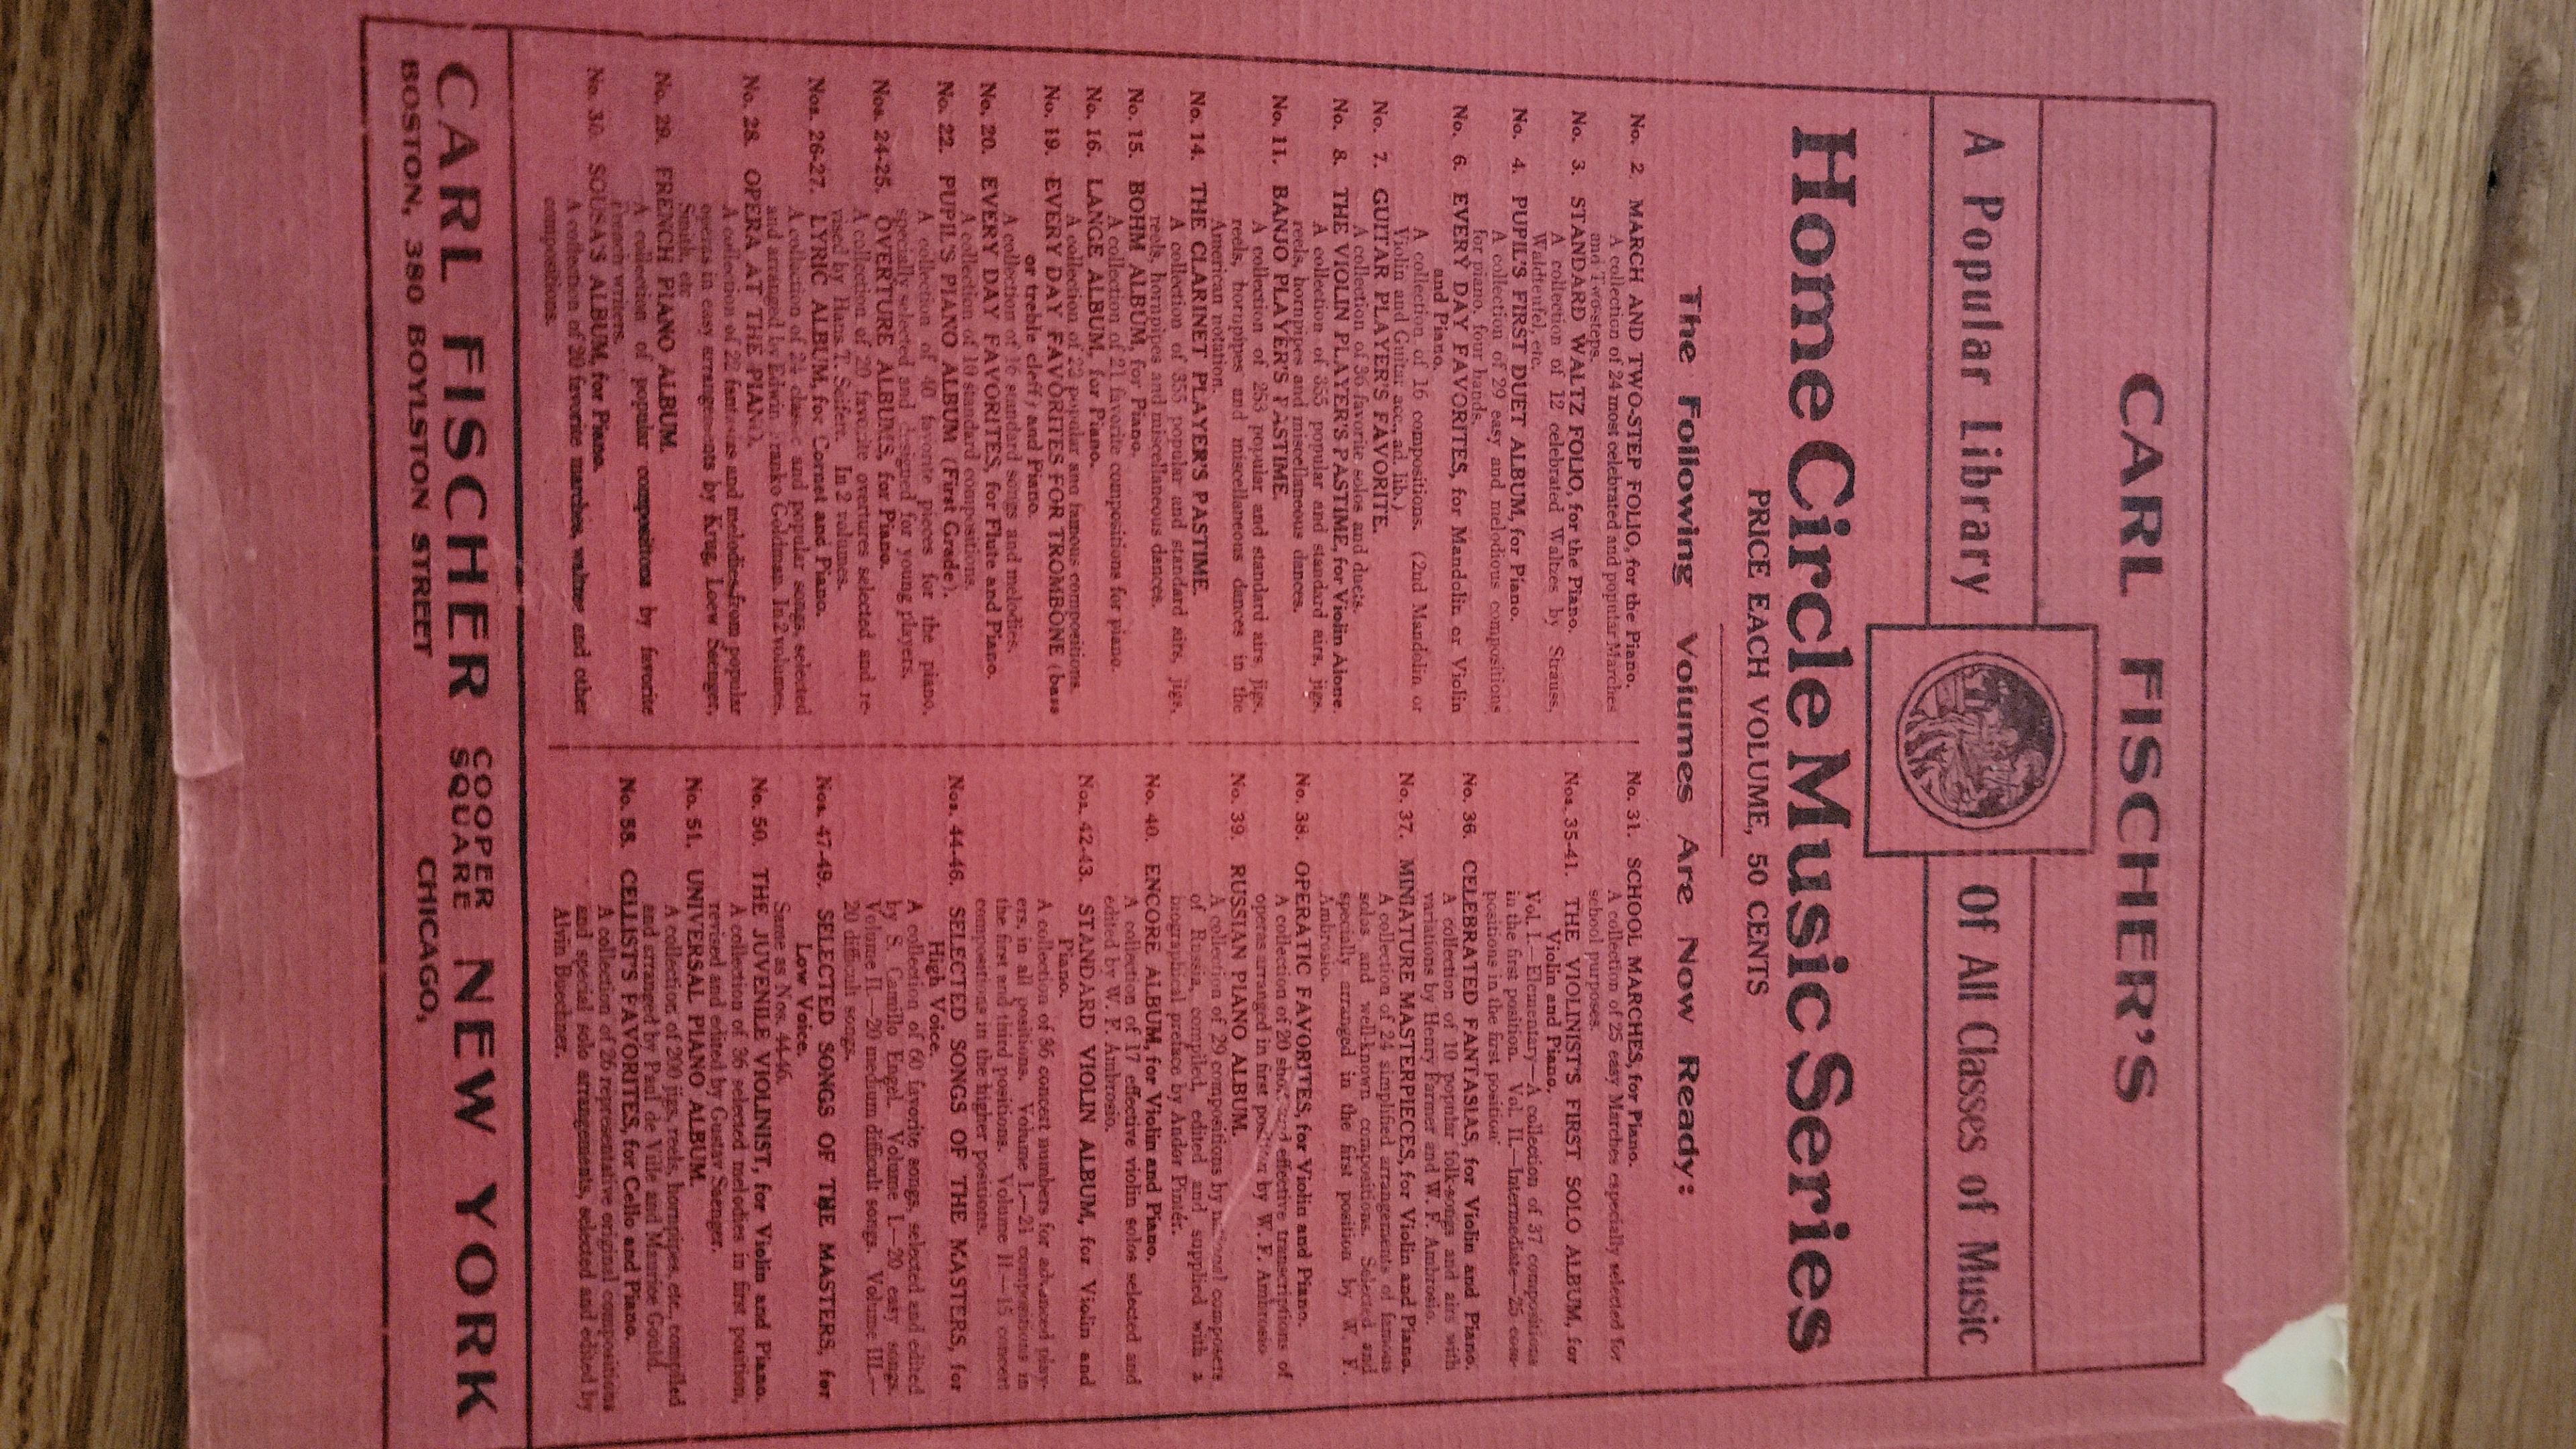 CARL FISCHER'S
A Popular Library Of All Classes of Music
Home Circle Music Series
PRICE EACH VOLUME, 50 CENTS
The Following Volumes Are Now Ready:
No. 2. MARCH AND TWO-STEP FOLIO, for the Piano.
A collection of 24 most celebrated and popular Marches
and Two-steps.
No. 3. STANDARD WALTZ FOLIO, for the Piano.
A collection of 12 celebrated Waltzes by Strauss,
Waldteufel, etc.
No. 4. PUPIL'S FIRST DUET ALBUM, for Piano.
A collection of 29 easy and melodious compositions
for piano, four hands.
No. 6. EVERY DAY FAVORITES, for Mandolin or Violin
and Piano.
A collection of 16 compositions. (2nd Mandolin or
Violin and Guitar acc., ad. lib.)
No. 7. GUITAR PLAYER'S FAVORITE.
A collection of 36 favorite solos and duets.
No. 8. THE VIOLIN PLAYER'S PASTIME, for Violin Alone.
A collection of 355 popular and standard airs, jigs,
reels, hornpipes and miscellaneous dances.
No. 11. BANJO PLAYER'S PASTIME.
A collection of 253 popular and standard airs, jigs,
reels, hornpipes and miscellaneous dances in the
American notation.
No. 14. THE CLARINET PLAYER'S PASTIME.
A collection of 355 popular and standard airs, jigs,
reels, hornpipes and miscellaneous dances.
No. 15. BOHM ALBUM, for Piano.
A collection of 21 favorite compositions for piano.
No. 16. LANGE ALBUM, for Piano.
A collection of 22 popular and famous compositions.
No. 19. EVERY DAY FAVORITES FOR TROMBONE (bass
or treble cleff) and Piano.
A collection of 16 standard songs and melodies.
No. 20. EVERY DAY FAVORITES, for Flute and Piano.
A collection of 10 standard compositions.
No. 22. PUPIL'S PIANO ALBUM (First Grade).
A collection of 40 favorite pieces for the piano,
specially selected and designed for young players.
Nos. 24-25. OVERTURE ALBUMS, for Piano.
A collection of 20 favorite overtures selected and re-
vised by Hans T. Seifert. In 2 volumes.
Nos. 26-27. LYRIC ALBUM, for Cornet and Piano.
A collection of 24 classic and popular songs, selected
and arranged by Edwin Franko Goldman. In 2 volumes.
No. 28. OPERA AT THE PIANO.
A collection of 22 fantasias and melodies from popular
operas in easy arrangements by Krug, Loew Saenger,
Smith, etc
No. 29. FRENCH PIANO ALBUM.
A collection of popular compositions by favorite
French writers.
No. 30. SOUSA'S ALBUM, for Piano.
A collection of 20 favorite marches, waltzes and other
compositions.
No. 31. SCHOOL MARCHES, for Piano.
A collection of 25 easy Marches especially selected for
school purposes.
Nos. 35-41. THE VIOLINIST'S FIRST SOLO ALBUM, for
Violin and Piano.
Vol. I.—Elementary—A collection of 37 compositions
in the first position. Vol. II.—Intermediate—25 com-
positions in the first position
No. 36. CELEBRATED FANTASIAS, for Violin and Piano.
A collection of 10 popular folk-songs and airs with
variations by Henry Farmer and W. F. Ambrosio.
No. 37. MINIATURE MASTERPIECES, for Violin and Piano.
A collection of 24 simplified arrangements of famous
solos and well-known compositions. Selected and
specially arranged in the first position by W. F.
Ambrosio.
No. 38. OPERATIC FAVORITES, for Violin and Piano.
A collection of 20 short and effective transcriptions of
operas arranged in first position by W. F. Ambrosio
No. 39. RUSSIAN PIANO ALBUM.
A collection of 29 compositions by national composers
of Russia, compiled, edited and supplied with a
biographical preface by Andor Pintér.
No. 40. ENCORE ALBUM, for Violin and Piano.
A collection of 17 effective violin solos selected and
edited by W. F. Ambrosio.
Nos. 42-43. STANDARD VIOLIN ALBUM, for Violin and
Piano.
A collection of 36 concert numbers for advanced play-
ers, in all positions. Volume I.—21 compositions in
the first and third positions. Volume II—15 concert
compositions in the higher positions.
Nos. 44-46. SELECTED SONGS OF THE MASTERS, for
High Voice.
A collection of 60 favorite songs, selected and edited
by S. Camillo Engel. Volume I.—20 easy songs.
Volume II—20 medium difficult songs. Volume III.—
20 difficult songs.
Nos. 47-49. SELECTED SONGS OF THE MASTERS, for
Low Voice.
Same as Nos. 44-46.
No. 50. THE JUVENILE VIOLINIST, for Violin and Piano.
A collection of 36 selected melodies in first position,
revised and edited by Gustav Saenger.
No. 51. UNIVERSAL PIANO ALBUM.
A collection of 200 jigs, reels, hornpipes, etc., compiled
and arranged by Paul de Ville and Maurice Gould.
No. 58. CELLIST'S FAVORITES, for Cello and Piano.
A collection of 26 representative original compositions
and special solo arrangements, selected and edited by
Alwin Buechner.
CARL FISCHER COOPER SQUARE NEW YORK
BOSTON, 380 BOYLSTON STREET CHICAGO,